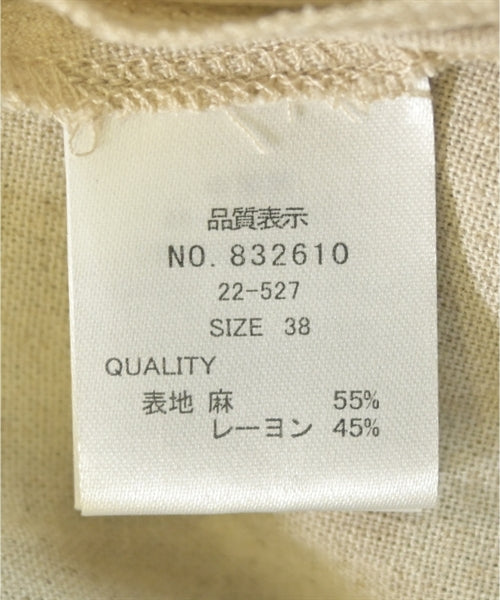 品質表示
NO. 832610
22-527
SIZE 38
QUALITY
表地 麻 55%
レーヨン 45%